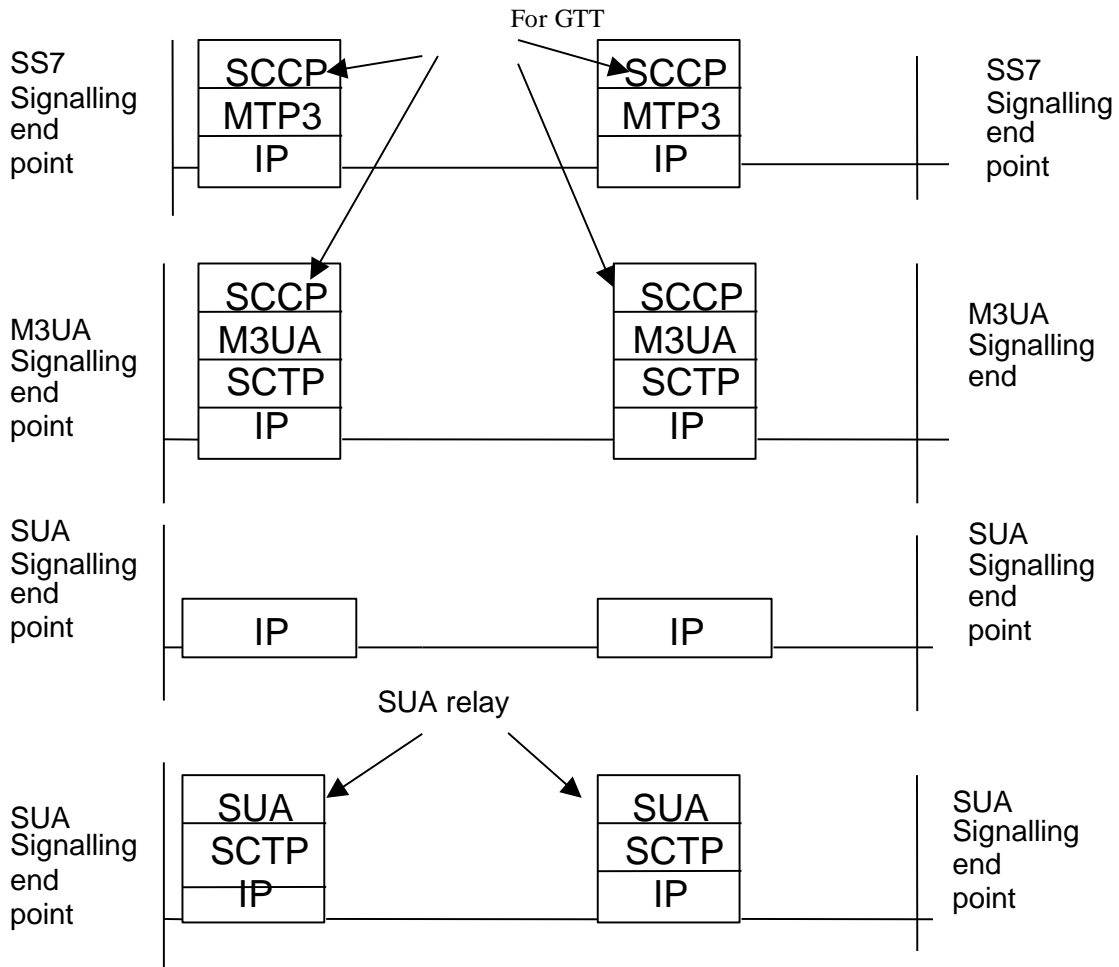 For GTT
SS7
Signalling
end
point
SCCP
MTP3
IP
SCCP
MTP3
IP
SS7
Signalling
end
point
M3UA
Signalling
end
point
SCCP
M3UA
SCTP
IP
SCCP
M3UA
SCTP
IP
M3UA
Signalling
end
SUA
Signalling
end
point
IP
IP
SUA
Signalling
end
point
SUA relay
SUA
Signalling
end
point
SUA
SCTP
IP
SUA
SCTP
IP
SUA
Signalling
end
point